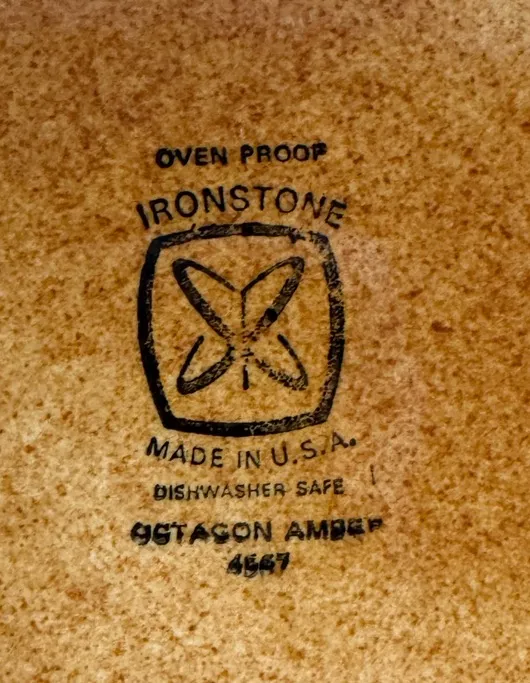 OVEN PROOF
IRONSTONE
MADE IN U.S.A.
DISHWASHER SAFE
OCTAGON AMBER